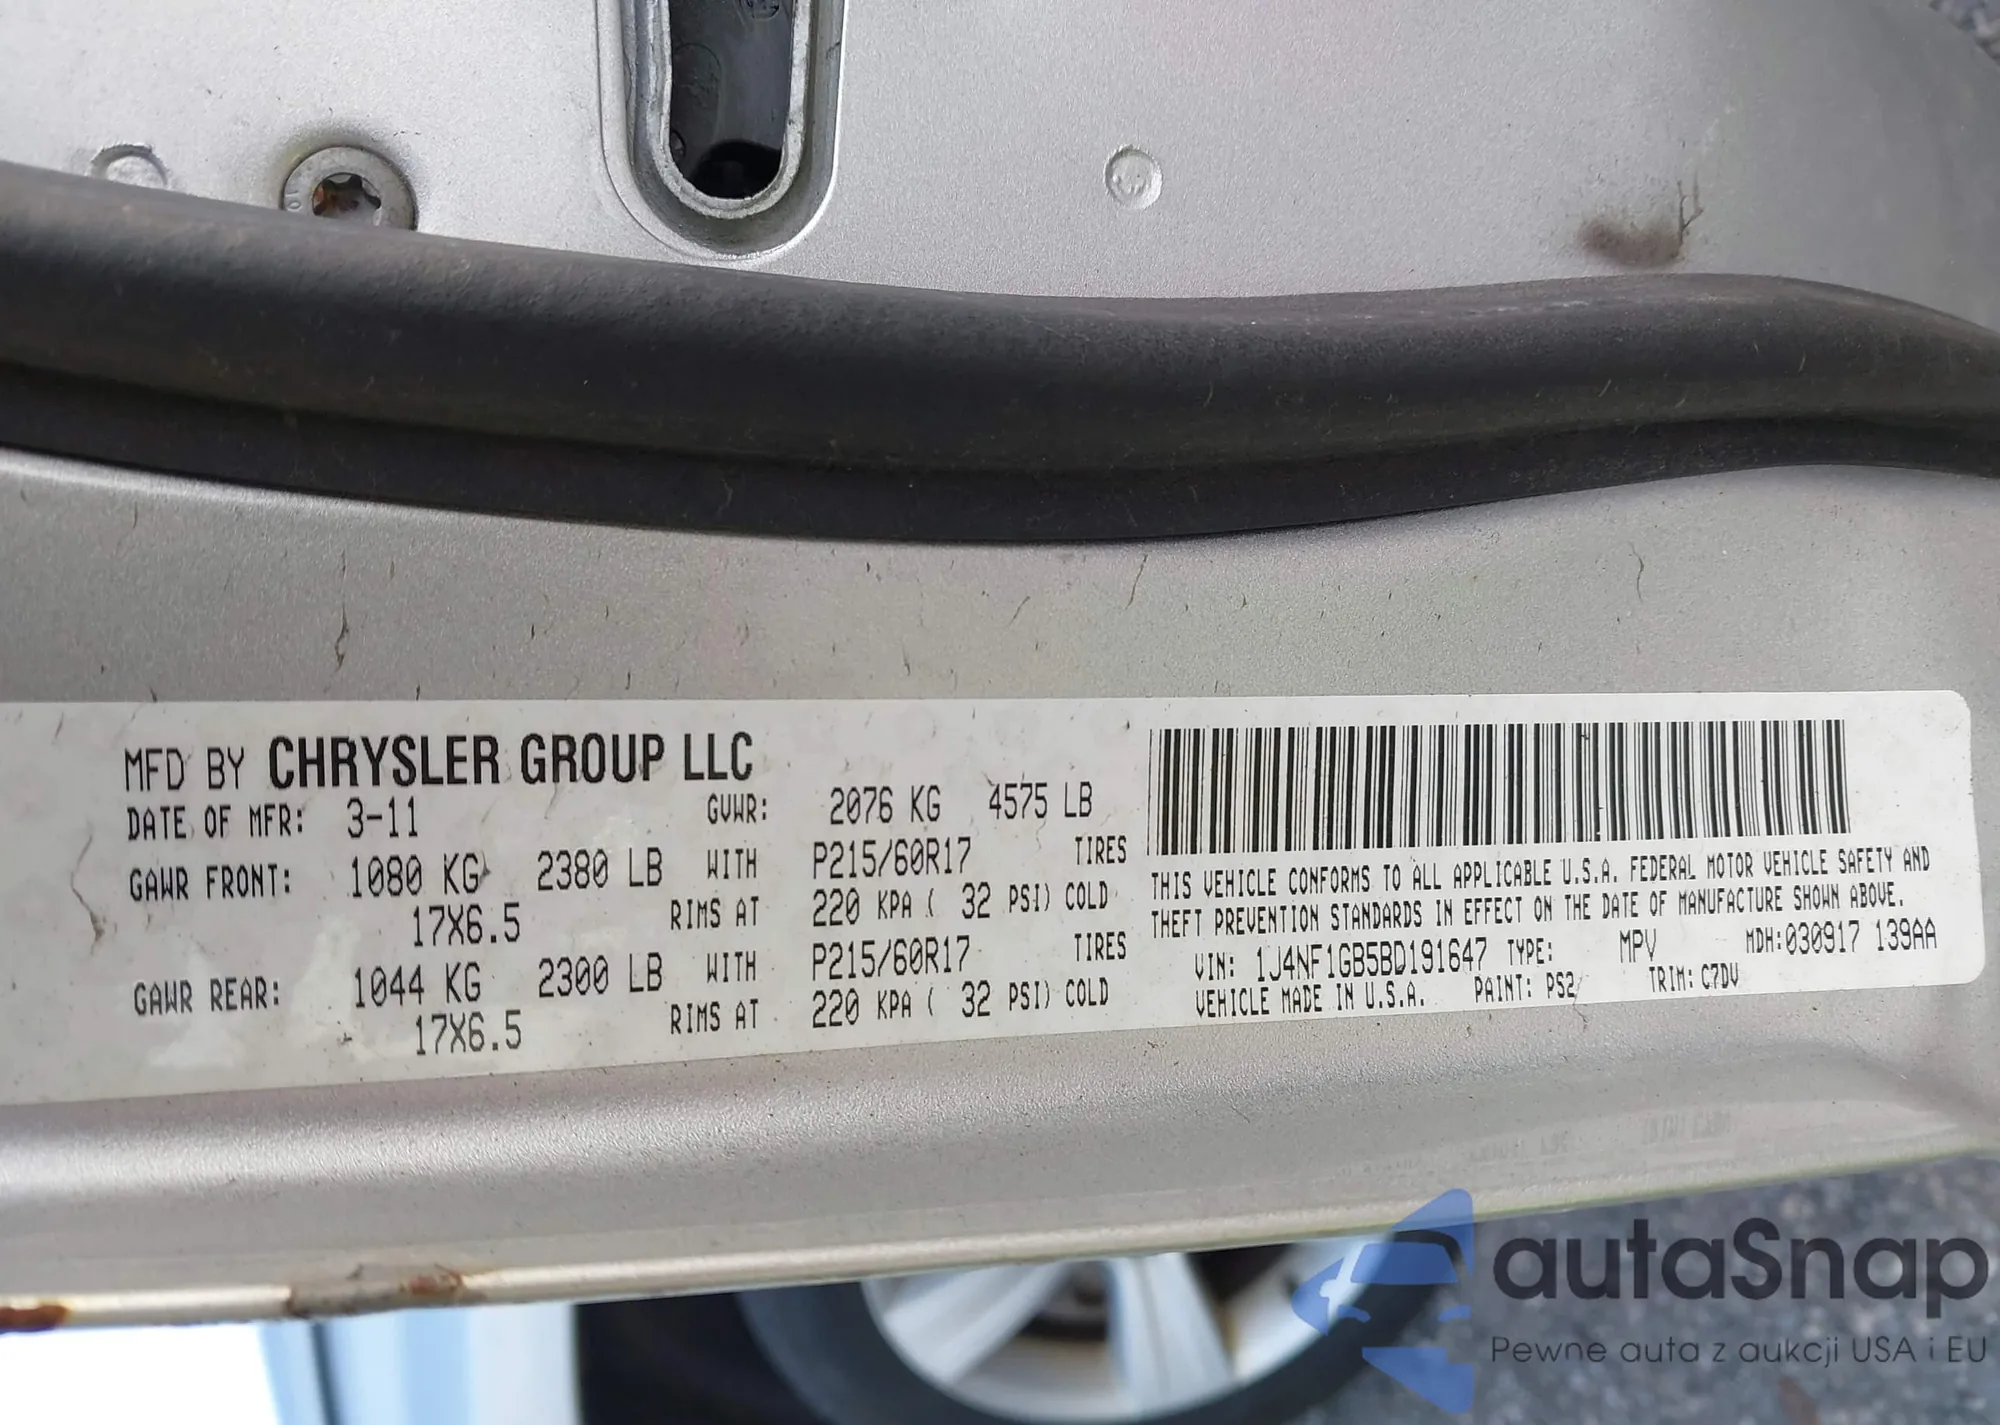 MFD BY CHRYSLER GROUP LLC
DATE OF MFR: 3-11 GVWR: 2076 KG 4575 LB
GAWR FRONT: 1080 KG 2380 LB WITH P215/60R17 TIRES
17X6.5 RIMS AT 220 KPA ( 32 PSI) COLD
GAWR REAR: 1044 KG 2300 LB WITH P215/60R17 TIRES
17X6.5 RIMS AT 220 KPA ( 32 PSI) COLD
THIS VEHICLE CONFORMS TO ALL APPLICABLE U.S.A. FEDERAL MOTOR VEHICLE SAFETY AND
THEFT PREVENTION STANDARDS IN EFFECT ON THE DATE OF MANUFACTURE SHOWN ABOVE.
VIN: 1J4NF1GB5BD191647 TYPE: MPV MDH:030917 139AA
VEHICLE MADE IN U.S.A. PAINT: PS2 TRIM: C7DV
autaSnap
Pewne auta z aukcji USA i EU